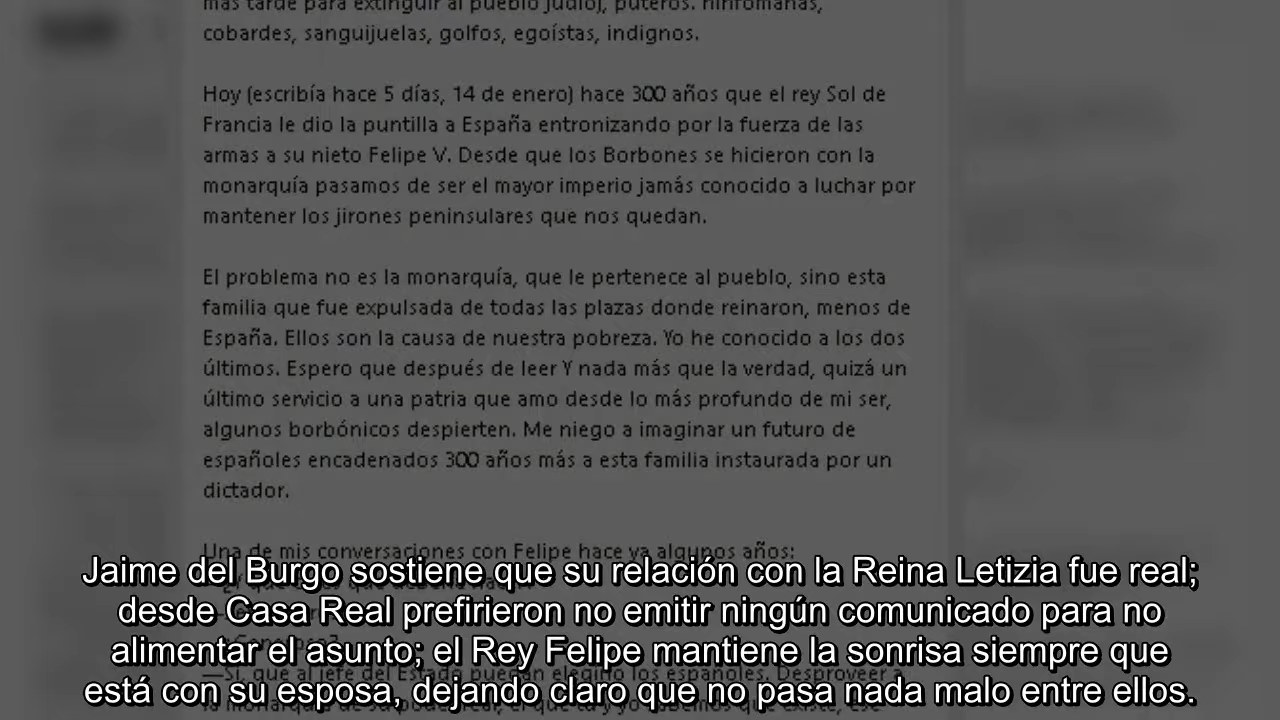 más tarde para extinguir al pueblo judío), puteros. ninfómanas,
cobardes, sanguijuelas, golfos, egoístas, indignos.
Hoy (escribía hace 5 días, 14 de enero) hace 300 años que el rey Sol de
Francia le dio la puntilla a España entronizando por la fuerza de las
armas a su nieto Felipe V. Desde que los Borbones se hicieron con la
monarquía pasamos de ser el mayor imperio jamás conocido a luchar por
mantener los jirones peninsulares que nos quedan.
El problema no es la monarquía, que le pertenece al pueblo, sino esta
familia que fue expulsada de todas las plazas donde reinaron, menos de
España. Ellos son la causa de nuestra pobreza. Yo he conocido a los dos
últimos. Espero que después de leer Y nada más que la verdad, quizá un
último servicio a una patria que amo desde lo más profundo de mi ser,
algunos borbónicos despierten. Me niego a imaginar un futuro de
españoles encadenados 300 años más a esta familia instaurada por un
dictador.
Una de mis conversaciones con Felipe hace ya algunos años:
Jaime del Burgo sostiene que su relación con la Reina Letizia fue real;
desde Casa Real prefirieron no emitir ningún comunicado para no
alimentar el asunto; el Rey Felipe mantiene la sonrisa siempre que
—Sí, que al jefe del Estado puedan elegirlo los españoles. Desproveer a
está con su esposa, dejando claro que no pasa nada malo entre ellos.